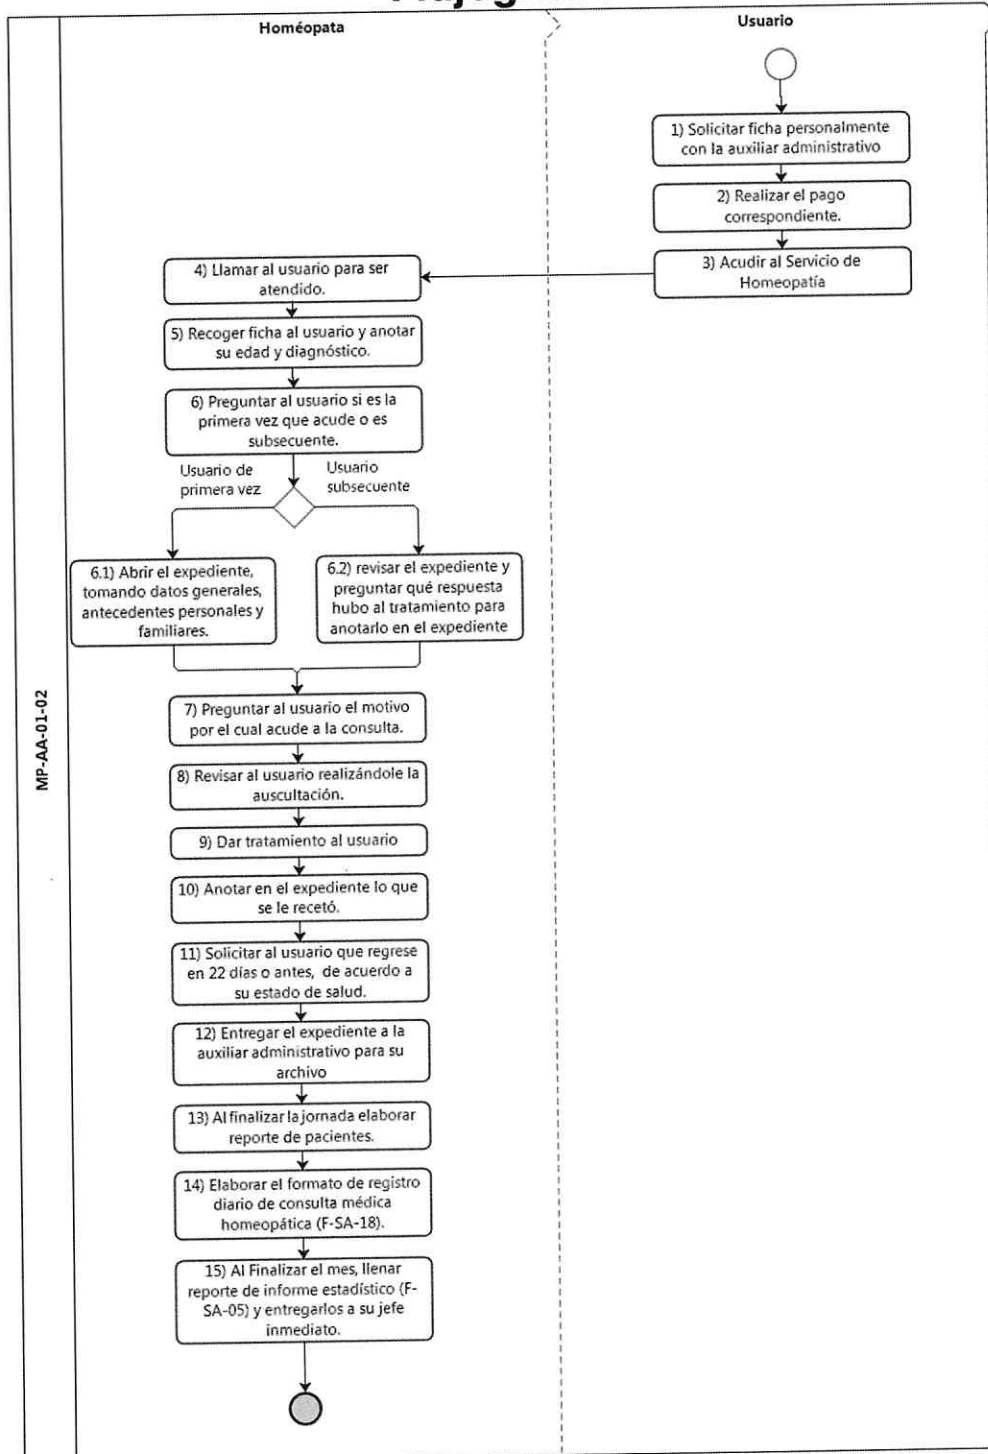 Homéopata
Usuario
1) Solicitar ficha personalmente
con la auxiliar administrativo
2) Realizar el pago
correspondiente.
3) Acudir al Servicio de
Homeopatía
4) Llamar al usuario para ser
atendido.
5) Recoger ficha al usuario y anotar
su edad y diagnóstico.
6) Preguntar al usuario si es la
primera vez que acude o es
subsecuente.
Usuario de
primera vez
Usuario
subsecuente
6.1) Abrir el expediente,
tomando datos generales,
antecedentes personales y
familiares.
6.2) revisar el expediente y
preguntar qué respuesta
hubo al tratamiento para
anotarlo en el expediente
7) Preguntar al usuario el motivo
por el cual acude a la consulta.
8) Revisar al usuario realizándole la
auscultación.
9) Dar tratamiento al usuario
10) Anotar en el expediente lo que
se le recetó.
11) Solicitar al usuario que regrese
en 22 días o antes, de acuerdo a
su estado de salud.
12) Entregar el expediente a la
auxiliar administrativo para su
archivo
13) Al finalizar la jornada elaborar
reporte de pacientes.
14) Elaborar el formato de registro
diario de consulta médica
homeopática (F-SA-18).
15) Al Finalizar el mes, llenar
reporte de informe estadístico (F-
SA-05) y entregarlos a su jefe
inmediato.
MP-AA-01-02